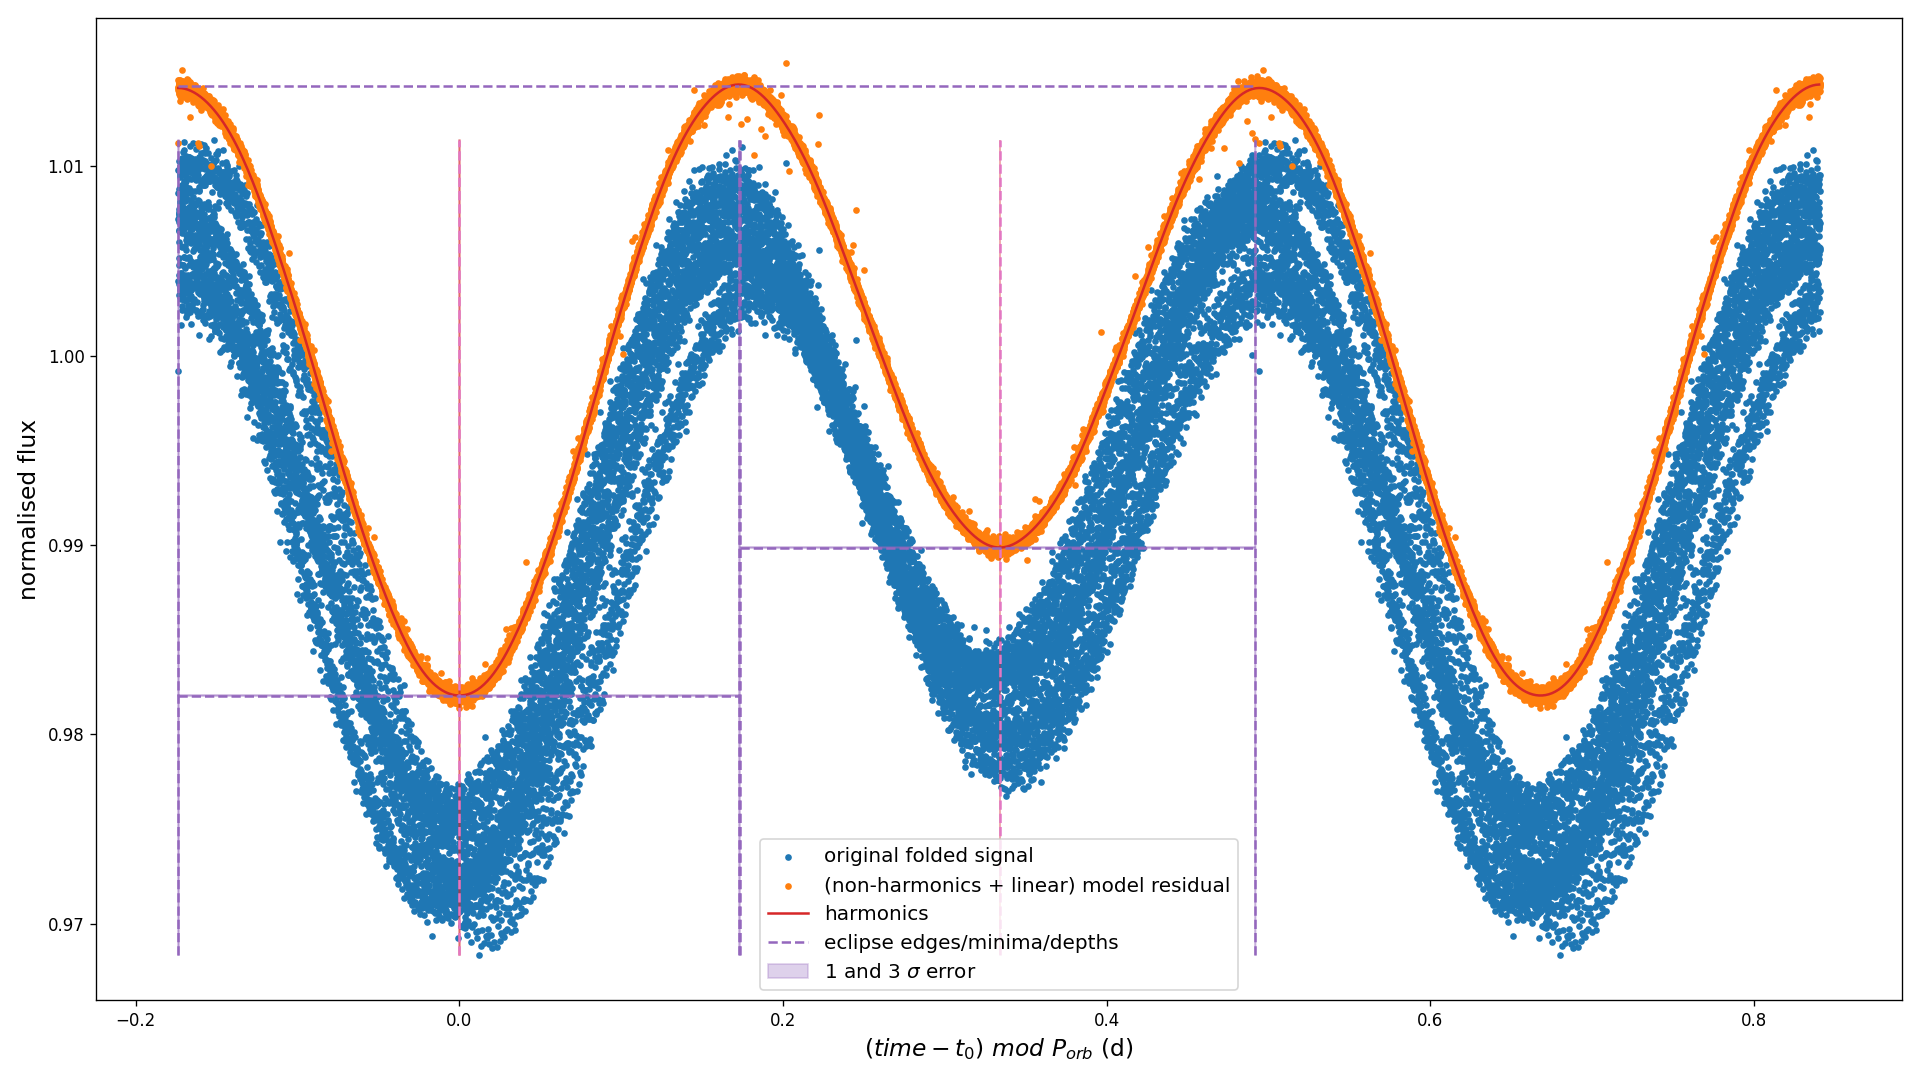 normalised flux
1.01
1.00
0.99
0.98
0.97
original folded signal
(non-harmonics + linear) model residual
harmonics
eclipse edges/minima/depths
1 and 3 σ error
−0.2
0.0
0.2
0.4
0.6
0.8
(time − t₀) mod P_orb (d)